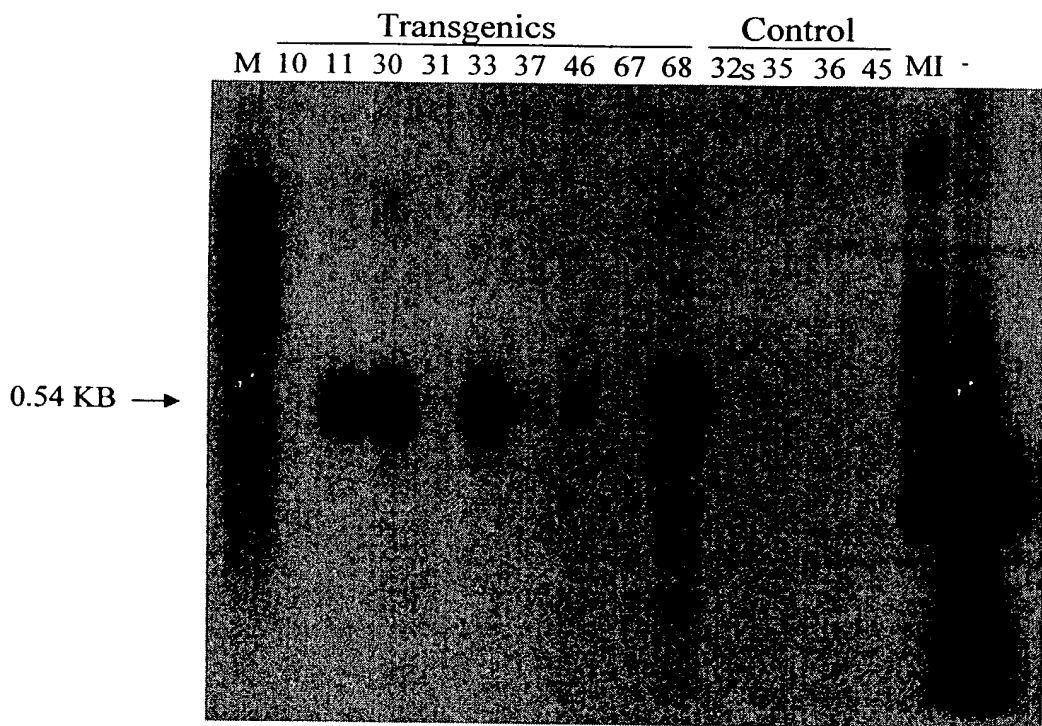 Transgenics Control
M 10 11 30 31 33 37 46 67 68 32s 35 36 45 MI -
0.54 KB →